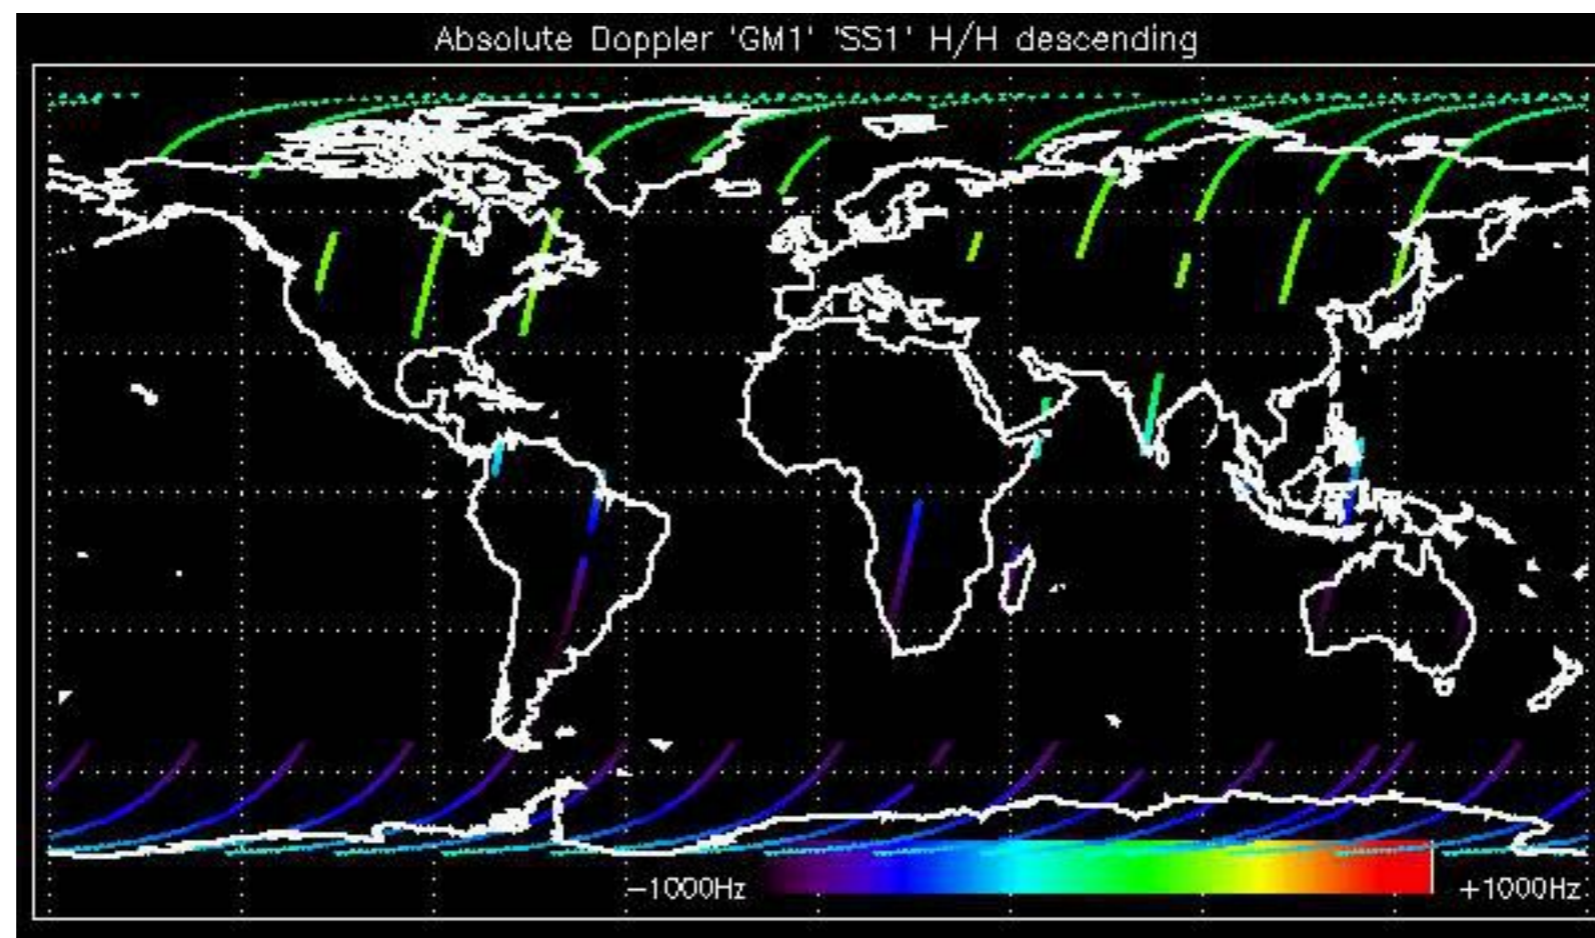 Absolute Doppler 'GM1' 'SS1' H/H descending
−1000Hz
+1000Hz